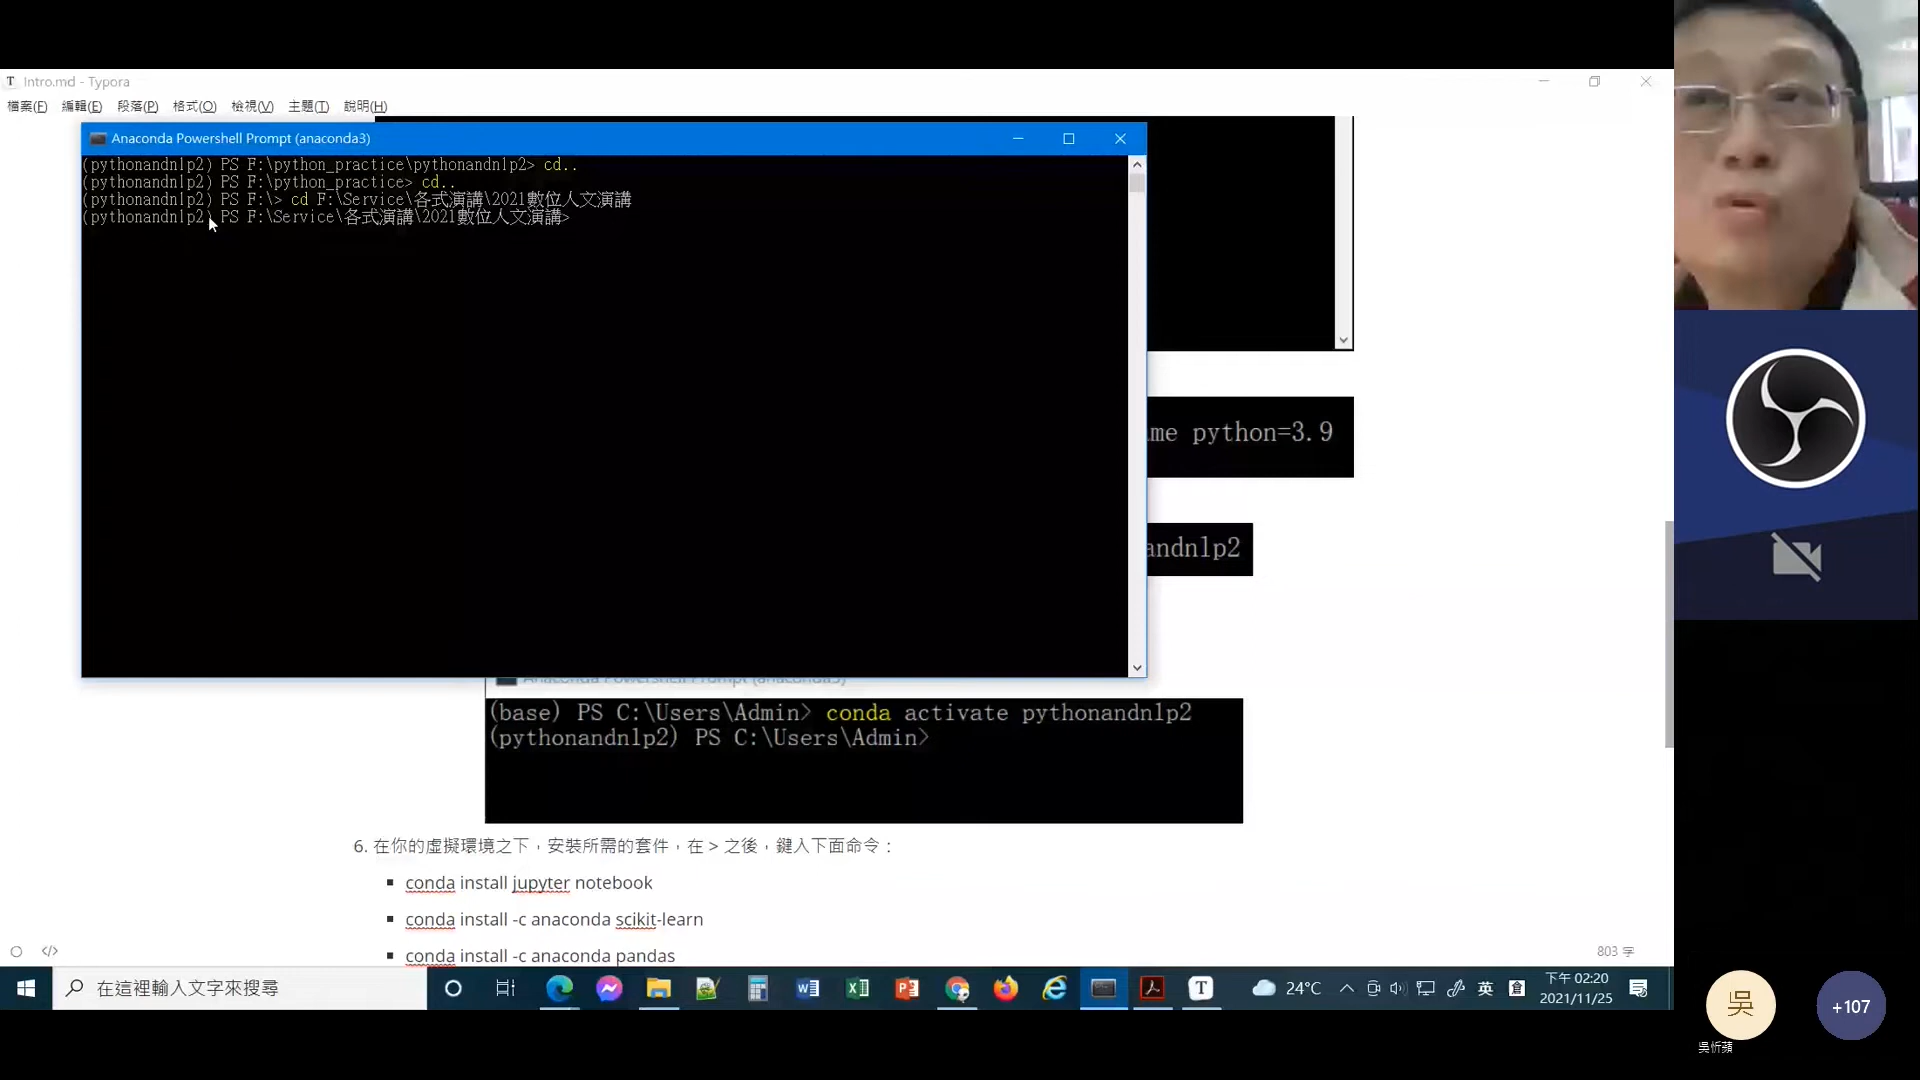 Intro.md - Typora
檔案(F) 編輯(E) 段落(P) 格式(O) 檢視(V) 主題(T) 說明(H)
Anaconda Powershell Prompt (anaconda3)
(pythonandnlp2) PS F:\python_practice\pythonandnlp2> cd..
(pythonandnlp2) PS F:\python_practice> cd..
(pythonandnlp2) PS F:\> cd F:\Service\各式演講\2021數位人文演講
(pythonandnlp2) PS F:\Service\各式演講\2021數位人文演講>
me python=3.9
andnlp2
Anaconda Powershell Prompt (anaconda3)
(base) PS C:\Users\Admin> conda activate pythonandnlp2
(pythonandnlp2) PS C:\Users\Admin>
6. 在你的虛擬環境之下，安裝所需的套件，在 > 之後，鍵入下面命令：
conda install jupyter notebook
conda install -c anaconda scikit-learn
conda install -c anaconda pandas
</> 803 字
在這裡輸入文字來搜尋
24°C 英
下午 02:20
2021/11/25
吳
+107
吳忻蘋